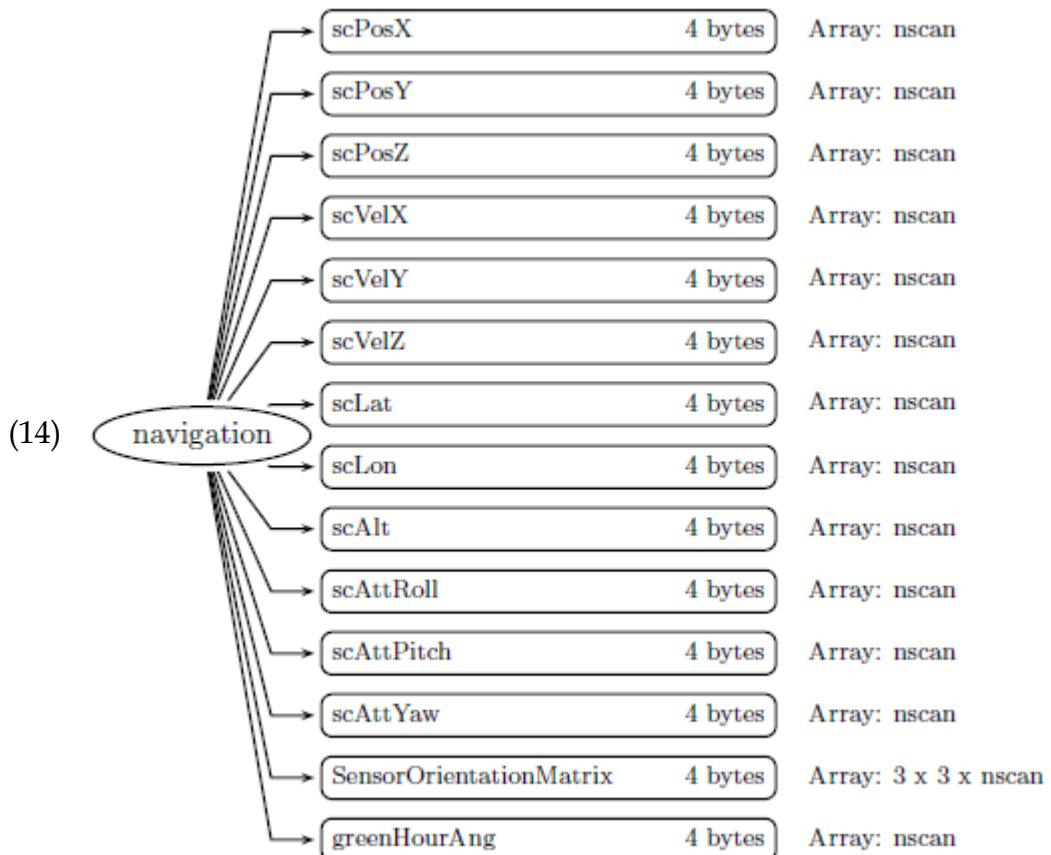 scPosX 4 bytes Array: nscan
scPosY 4 bytes Array: nscan
scPosZ 4 bytes Array: nscan
scVelX 4 bytes Array: nscan
scVelY 4 bytes Array: nscan
scVelZ 4 bytes Array: nscan
scLat 4 bytes Array: nscan
(14) navigation
scLon 4 bytes Array: nscan
scAlt 4 bytes Array: nscan
scAttRoll 4 bytes Array: nscan
scAttPitch 4 bytes Array: nscan
scAttYaw 4 bytes Array: nscan
SensorOrientationMatrix 4 bytes Array: 3 x 3 x nscan
greenHourAng 4 bytes Array: nscan